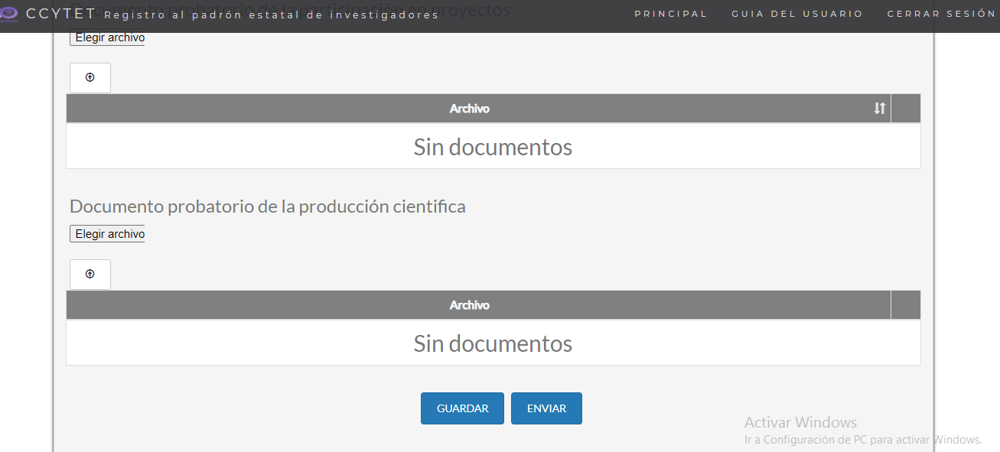 Documento probatorio de la participación en proyectos
CCYTET Registro al padrón estatal de investigadores PRINCIPAL GUIA DEL USUARIO CERRAR SESIÓN
Elegir archivo
Archivo
Sin documentos
Documento probatorio de la producción cientifica
Elegir archivo
Archivo
Sin documentos
GUARDAR ENVIAR
Activar Windows
Ir a Configuración de PC para activar Windows.